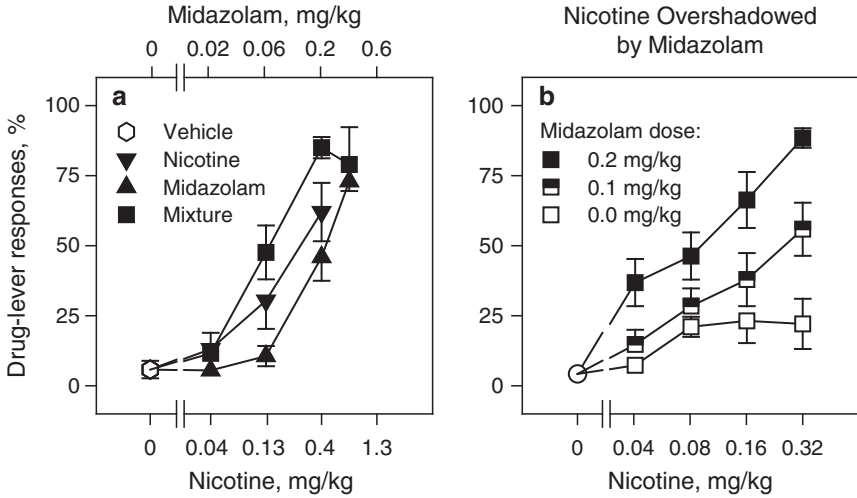 Midazolam, mg/kg
0 0.02 0.06 0.2 0.6
a
100
75
50
25
0
Drug-lever responses, %
Vehicle
Nicotine
Midazolam
Mixture
0 0.04 0.13 0.4 1.3
Nicotine, mg/kg
Nicotine Overshadowed
by Midazolam
b
100
75
50
25
0
Midazolam dose:
0.2 mg/kg
0.1 mg/kg
0.0 mg/kg
0 0.04 0.08 0.16 0.32
Nicotine, mg/kg